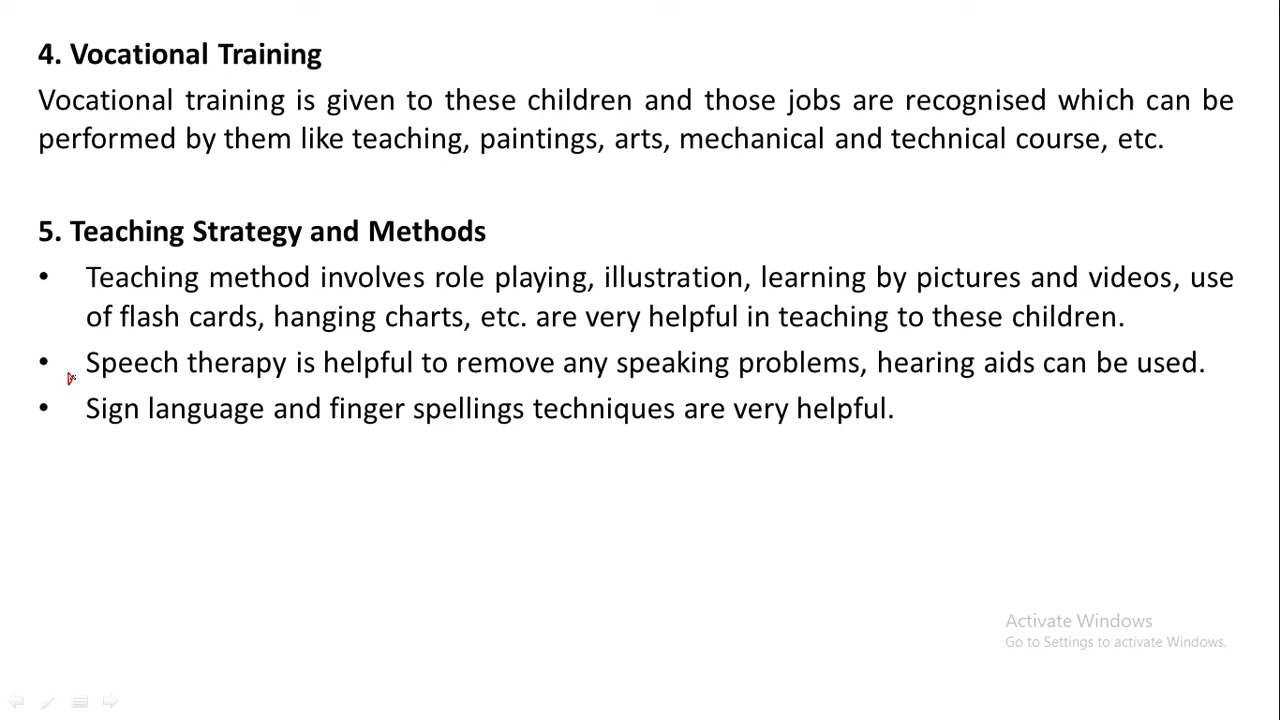 4. Vocational Training
Vocational training is given to these children and those jobs are recognised which can be
performed by them like teaching, paintings, arts, mechanical and technical course, etc.
5. Teaching Strategy and Methods
• Teaching method involves role playing, illustration, learning by pictures and videos, use
of flash cards, hanging charts, etc. are very helpful in teaching to these children.
• Speech therapy is helpful to remove any speaking problems, hearing aids can be used.
• Sign language and finger spellings techniques are very helpful.
Activate Windows
Go to Settings to activate Windows.